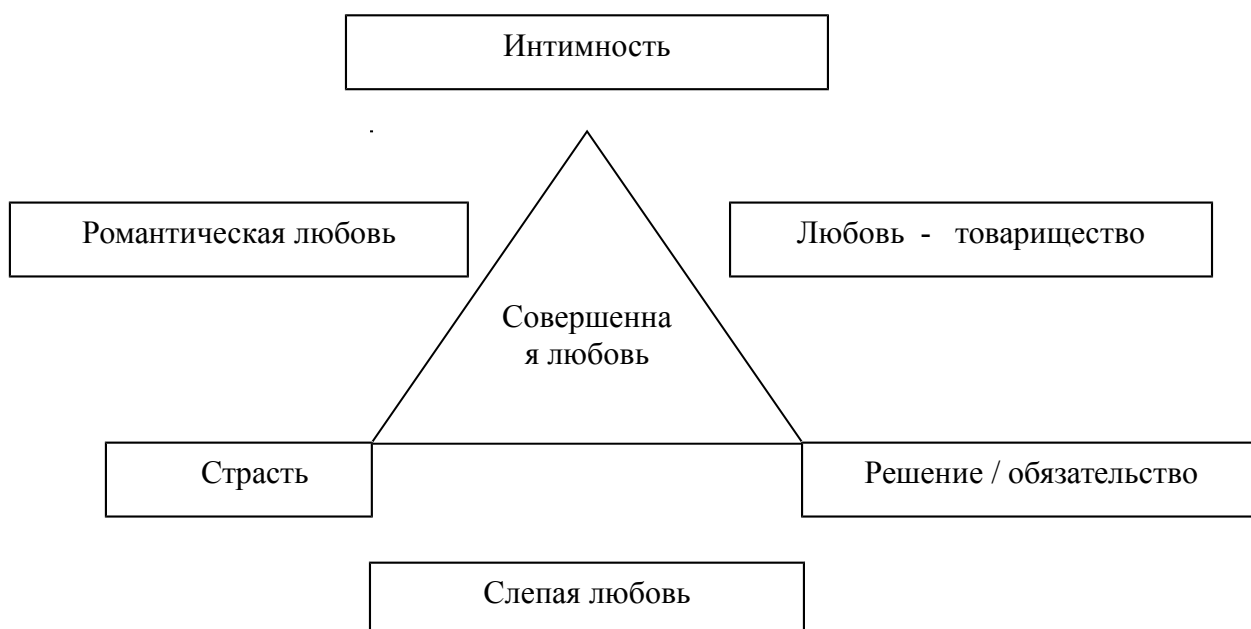 Интимность
Романтическая любовь
Любовь - товарищество
Совершенна
я любовь
Страсть
Решение / обязательство
Слепая любовь